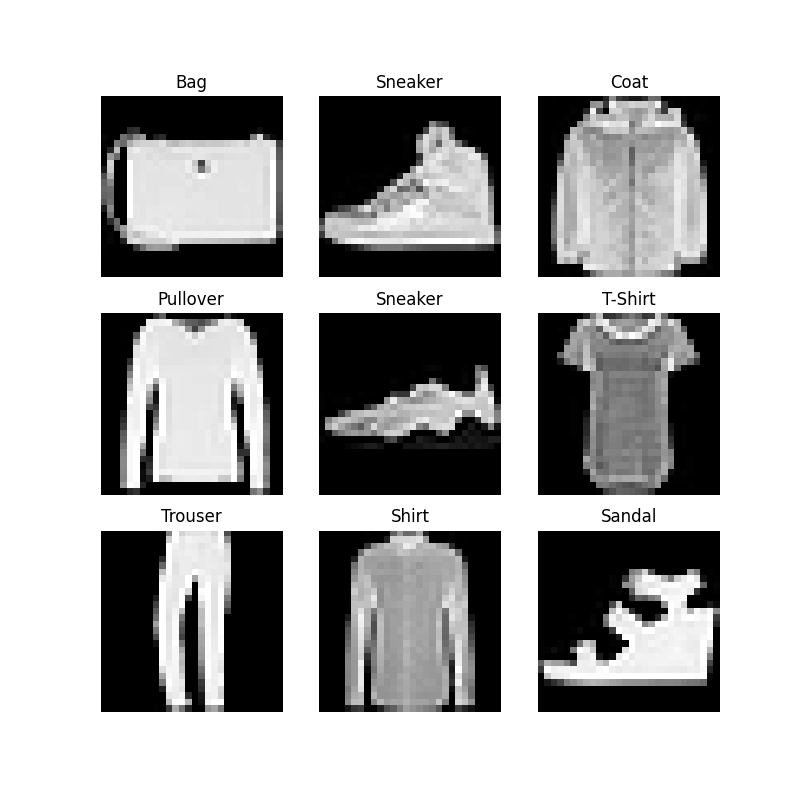 Bag
Sneaker
Coat
Pullover
Sneaker
T-Shirt
Trouser
Shirt
Sandal